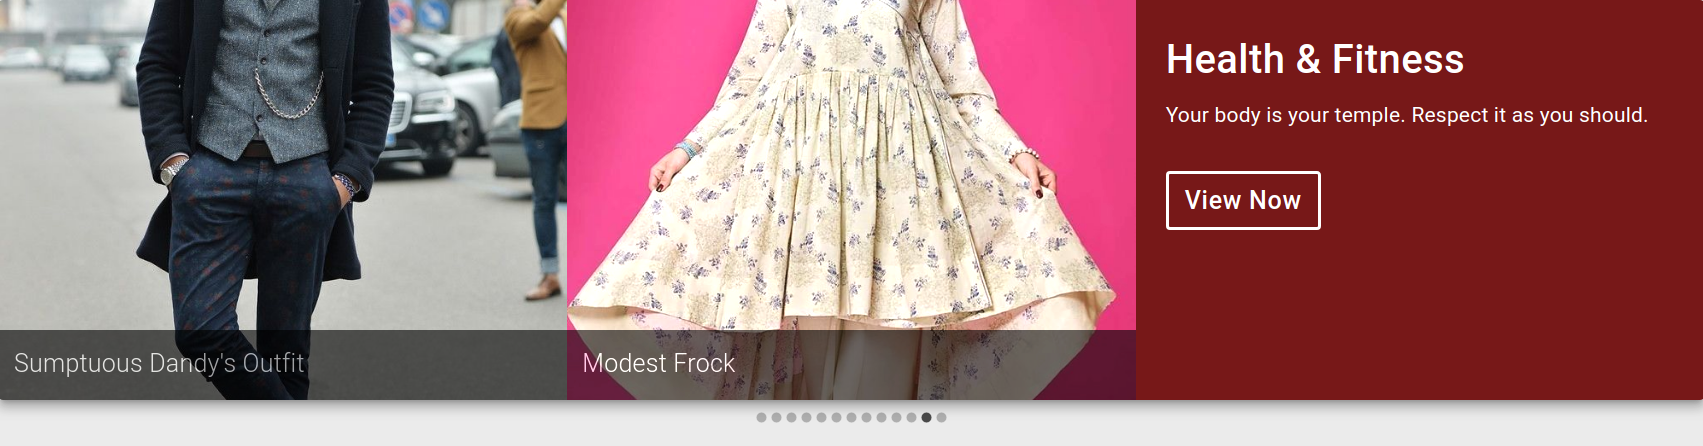 Sumptuous Dandy's Outfit
Modest Frock
Health & Fitness
Your body is your temple. Respect it as you should.
View Now